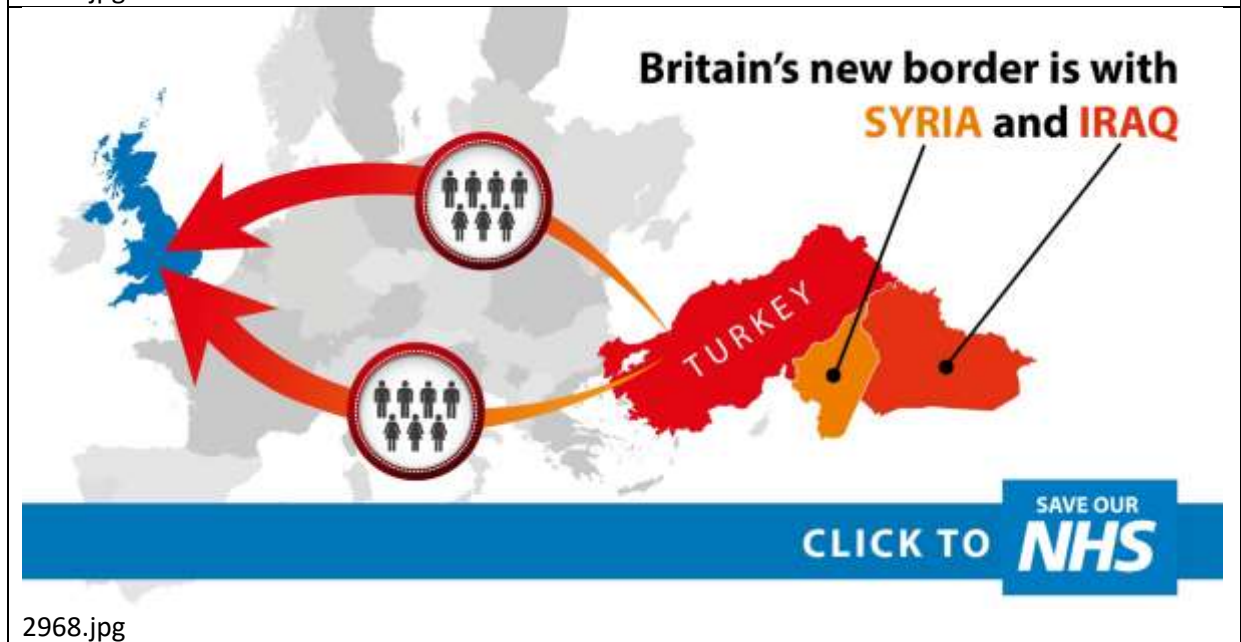 Britain's new border is with
SYRIA and IRAQ
TURKEY
SAVE OUR
CLICK TO NHS
2968.jpg